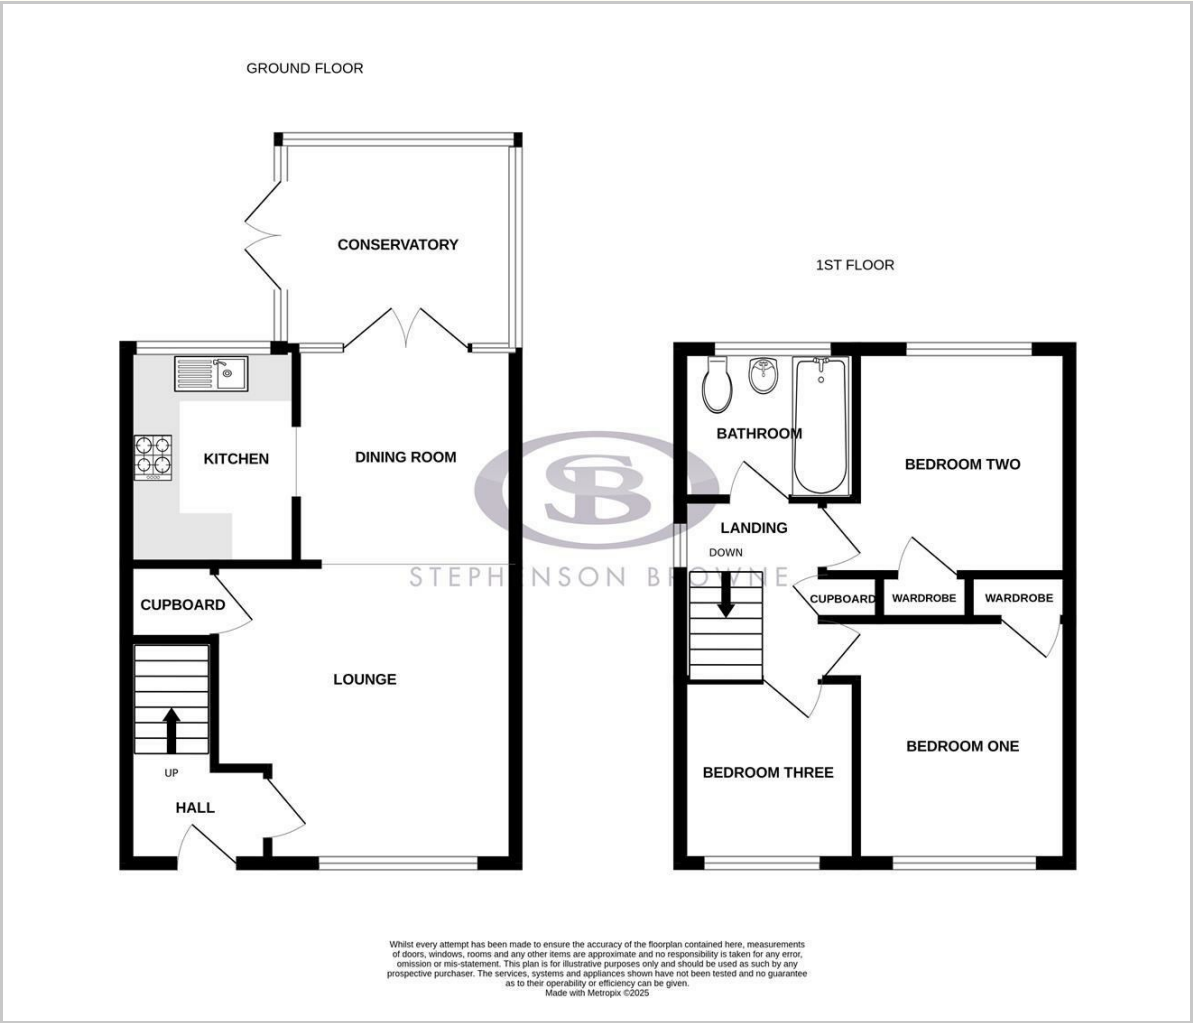 GROUND FLOOR
CONSERVATORY
KITCHEN
DINING ROOM
CUPBOARD
LOUNGE
UP
HALL
1ST FLOOR
BATHROOM
BEDROOM TWO
LANDING
DOWN
CUPBOARD
WARDROBE
WARDROBE
BEDROOM ONE
BEDROOM THREE
SB
STEPHENSON BROWNE
Whilst every attempt has been made to ensure the accuracy of the floorplan contained here, measurements
of doors, windows, rooms and any other items are approximate and no responsibility is taken for any error,
omission or mis-statement. This plan is for illustrative purposes only and should be used as such by any
prospective purchaser. The services, systems and appliances shown have not been tested and no guarantee
as to their operability or efficiency can be given.
Made with Metropix ©2025